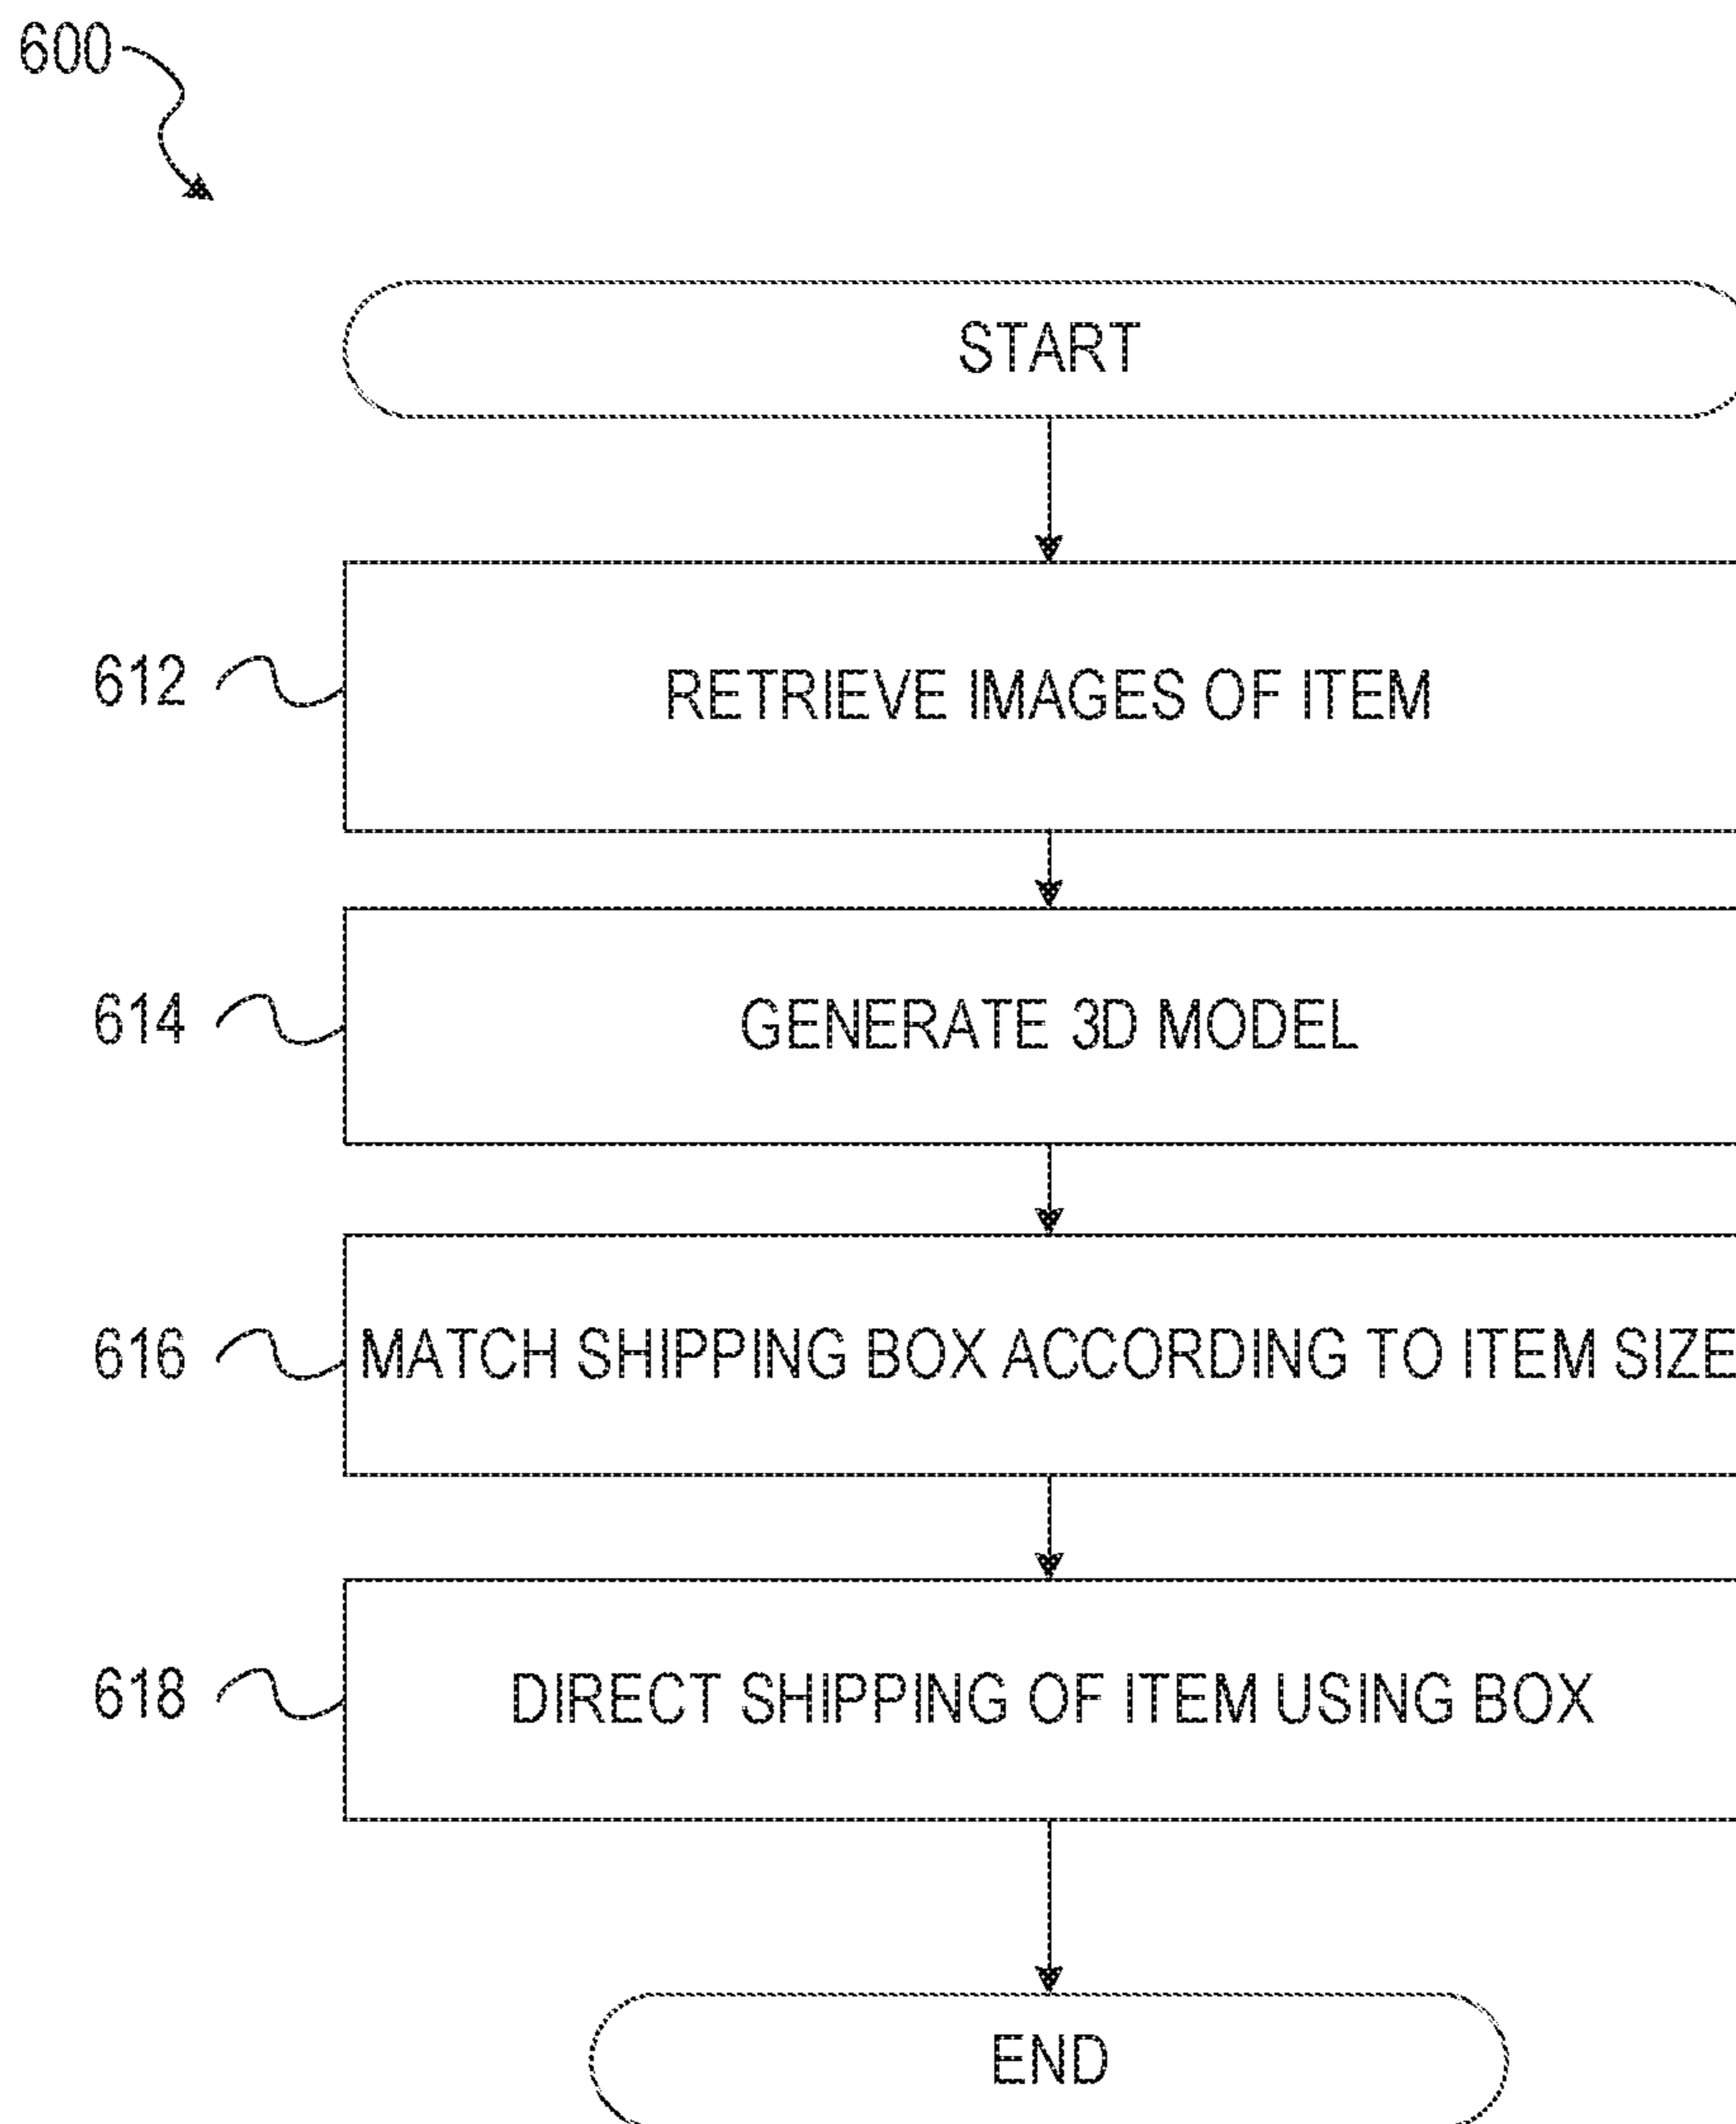 600
START
612 RETRIEVE IMAGES OF ITEM
614 GENERATE 3D MODEL
616 MATCH SHIPPING BOX ACCORDING TO ITEM SIZE
618 DIRECT SHIPPING OF ITEM USING BOX
END